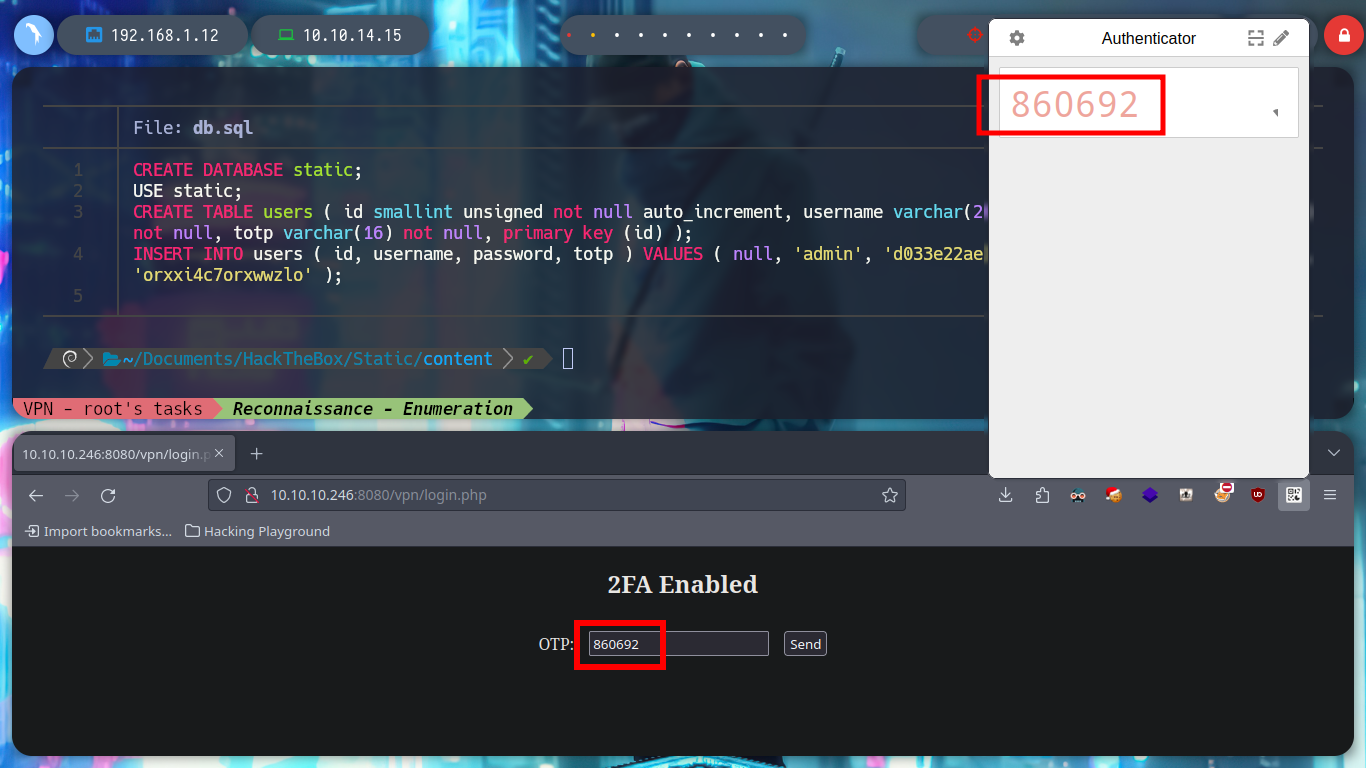 192.168.1.12
10.10.14.15
Authenticator
860692
File: db.sql
1 CREATE DATABASE static;
2 USE static;
3 CREATE TABLE users ( id smallint unsigned not null auto_increment, username varchar(2
not null, totp varchar(16) not null, primary key (id) );
4 INSERT INTO users ( id, username, password, totp ) VALUES ( null, 'admin', 'd033e22ae
'orxxi4c7orxwwzlo' );
5
~/Documents/HackTheBox/Static/content
VPN - root's tasks Reconnaissance - Enumeration
10.10.10.246:8080/vpn/login.p
10.10.10.246:8080/vpn/login.php
Import bookmarks... Hacking Playground
2FA Enabled
OTP: 860692 Send